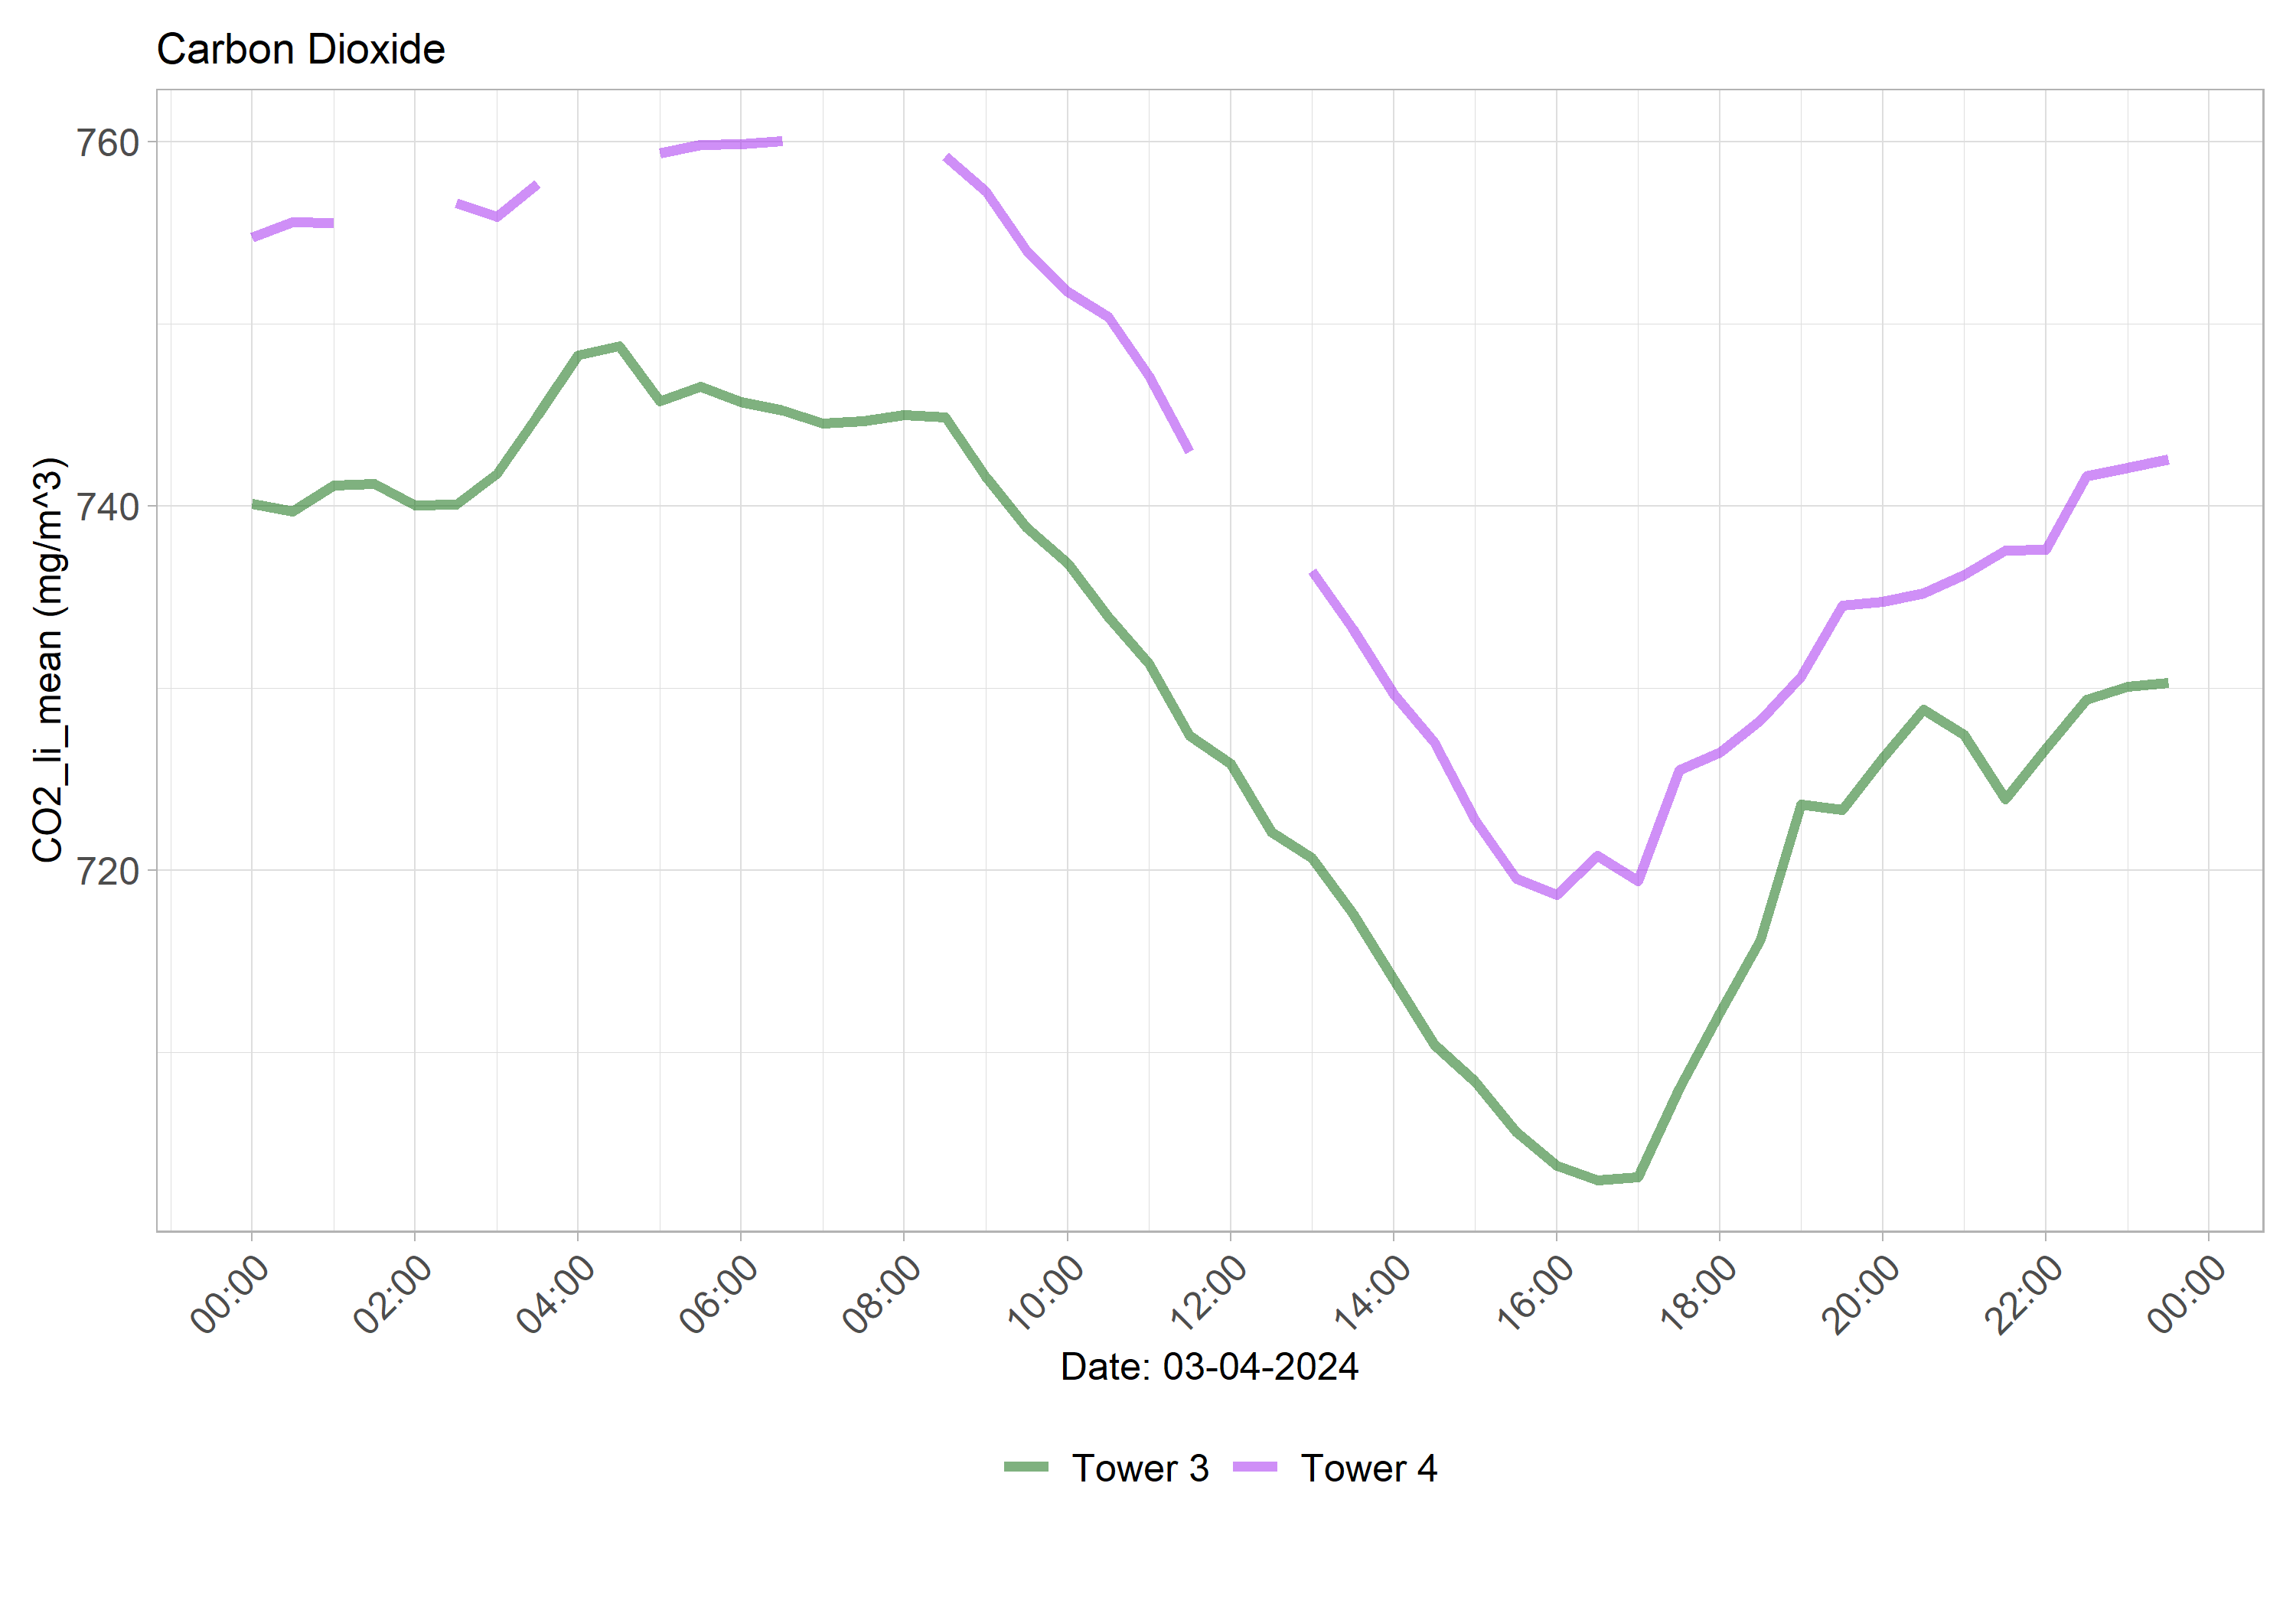 Carbon Dioxide
CO2_li_mean (mg/m^3)
760
740
720
00:00 02:00 04:00 06:00 08:00 10:00 12:00 14:00 16:00 18:00 20:00 22:00 00:00
Date: 03-04-2024
Tower 3 Tower 4